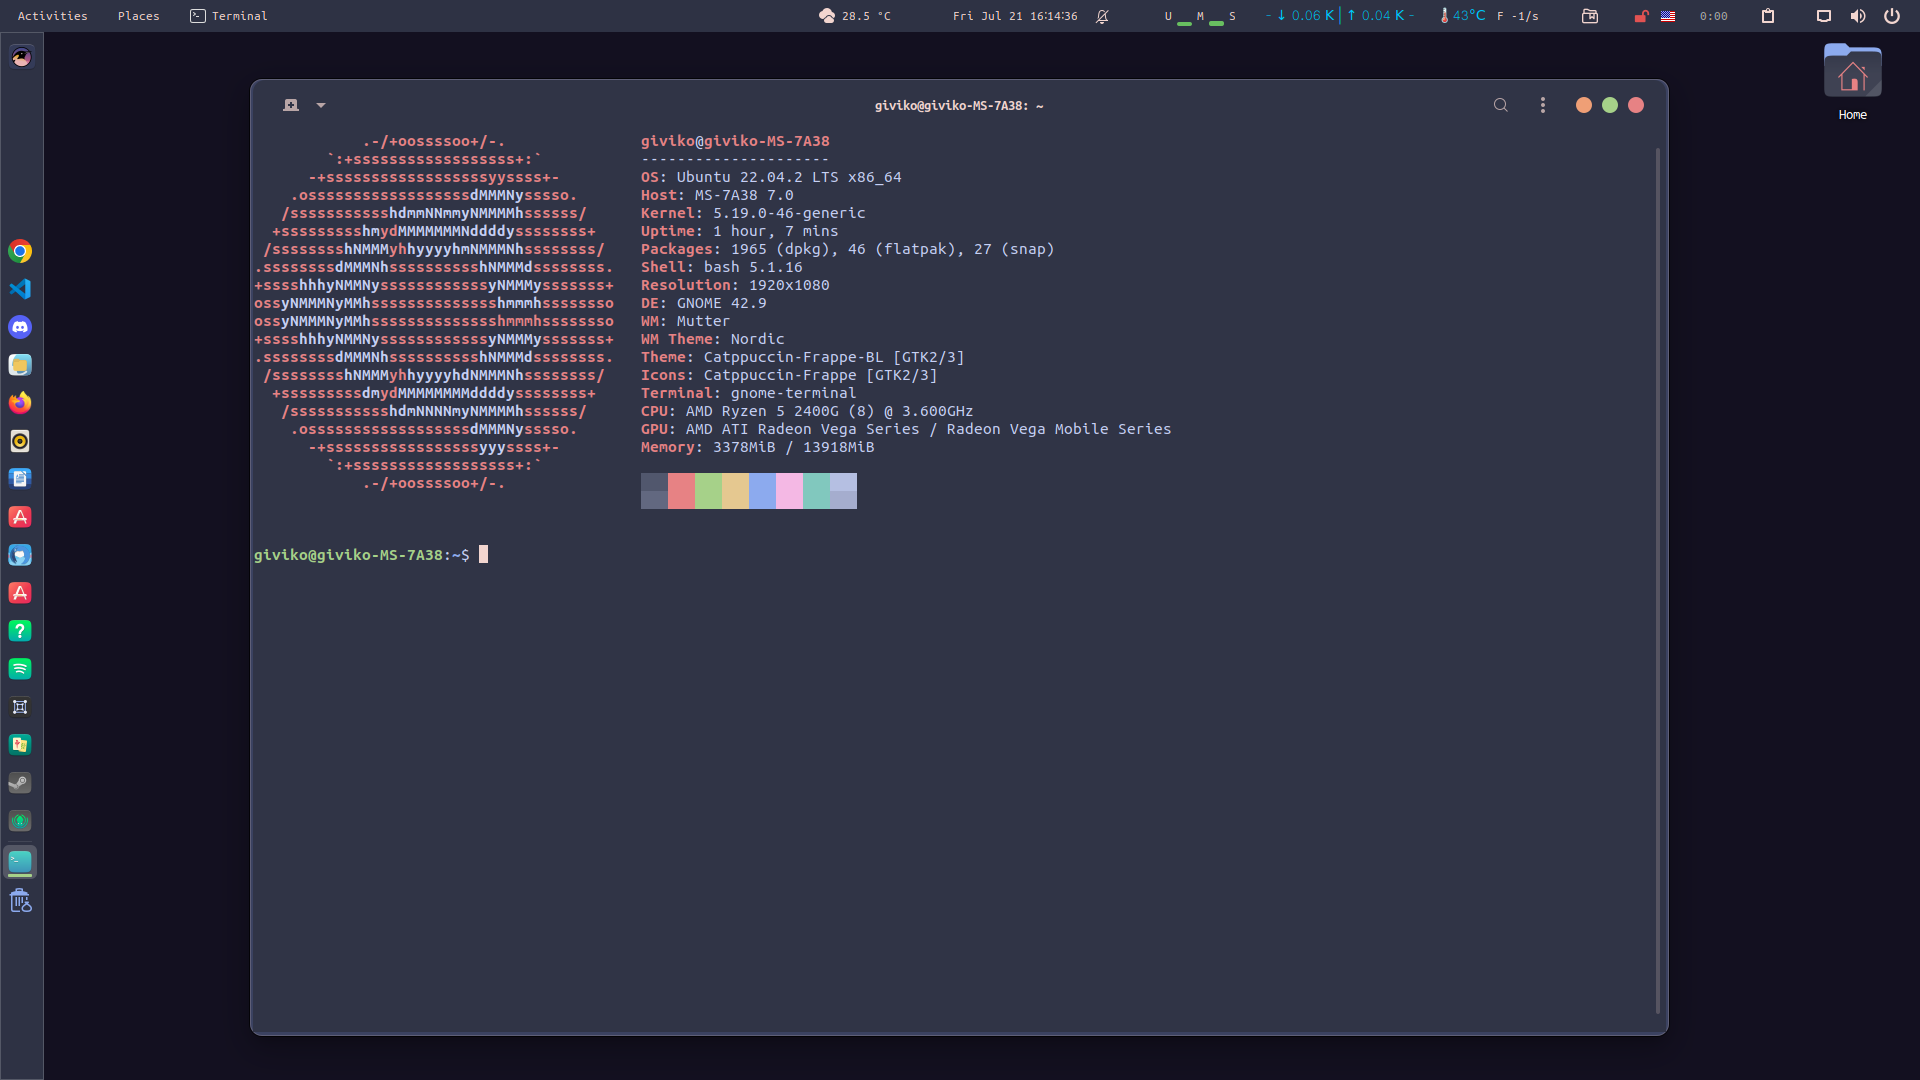 Activities Places Terminal 28.5 °C Fri Jul 21 16:14:36 U M S - ↓ 0.06 K | ↑ 0.04 K - 43°C F -1/s 0:00
Home
giviko@giviko-MS-7A38: ~
.-/+oossssoo+/-.
`:+ssssssssssssssssss+:`
-+ssssssssssssssssssyyssss+-
.ossssssssssssssssssdMMMNysssso.
/ssssssssssshdmmNNmmyNMMMMhssssss/
+ssssssssshmydMMMMMMMNddddyssssssss+
/sssssssshNMMMyhhyyyyhmNMMMNhssssssss/
.ssssssssdMMMNhsssssssssshNMMMdssssssss.
+sssshhhyNMMNyssssssssssssyNMMMysssssss+
ossyNMMMNyMMhsssssssssssssshmmmhssssssso
ossyNMMMNyMMhsssssssssssssshmmmhssssssso
+sssshhhyNMMNyssssssssssssyNMMMysssssss+
.ssssssssdMMMNhsssssssssshNMMMdssssssss.
/sssssssshNMMMyhhyyyyhdNMMMNhssssssss/
+sssssssssdmydMMMMMMMMddddyssssssss+
/ssssssssssshdmNNNNmyNMMMMhssssss/
.ossssssssssssssssssdMMMNysssso.
-+sssssssssssssssssyyyssss+-
`:+ssssssssssssssssss+:`
.-/+oossssoo+/-.
giviko@giviko-MS-7A38
---------------------
OS: Ubuntu 22.04.2 LTS x86_64
Host: MS-7A38 7.0
Kernel: 5.19.0-46-generic
Uptime: 1 hour, 7 mins
Packages: 1965 (dpkg), 46 (flatpak), 27 (snap)
Shell: bash 5.1.16
Resolution: 1920x1080
DE: GNOME 42.9
WM: Mutter
WM Theme: Nordic
Theme: Catppuccin-Frappe-BL [GTK2/3]
Icons: Catppuccin-Frappe [GTK2/3]
Terminal: gnome-terminal
CPU: AMD Ryzen 5 2400G (8) @ 3.600GHz
GPU: AMD ATI Radeon Vega Series / Radeon Vega Mobile Series
Memory: 3378MiB / 13918MiB
giviko@giviko-MS-7A38:~$